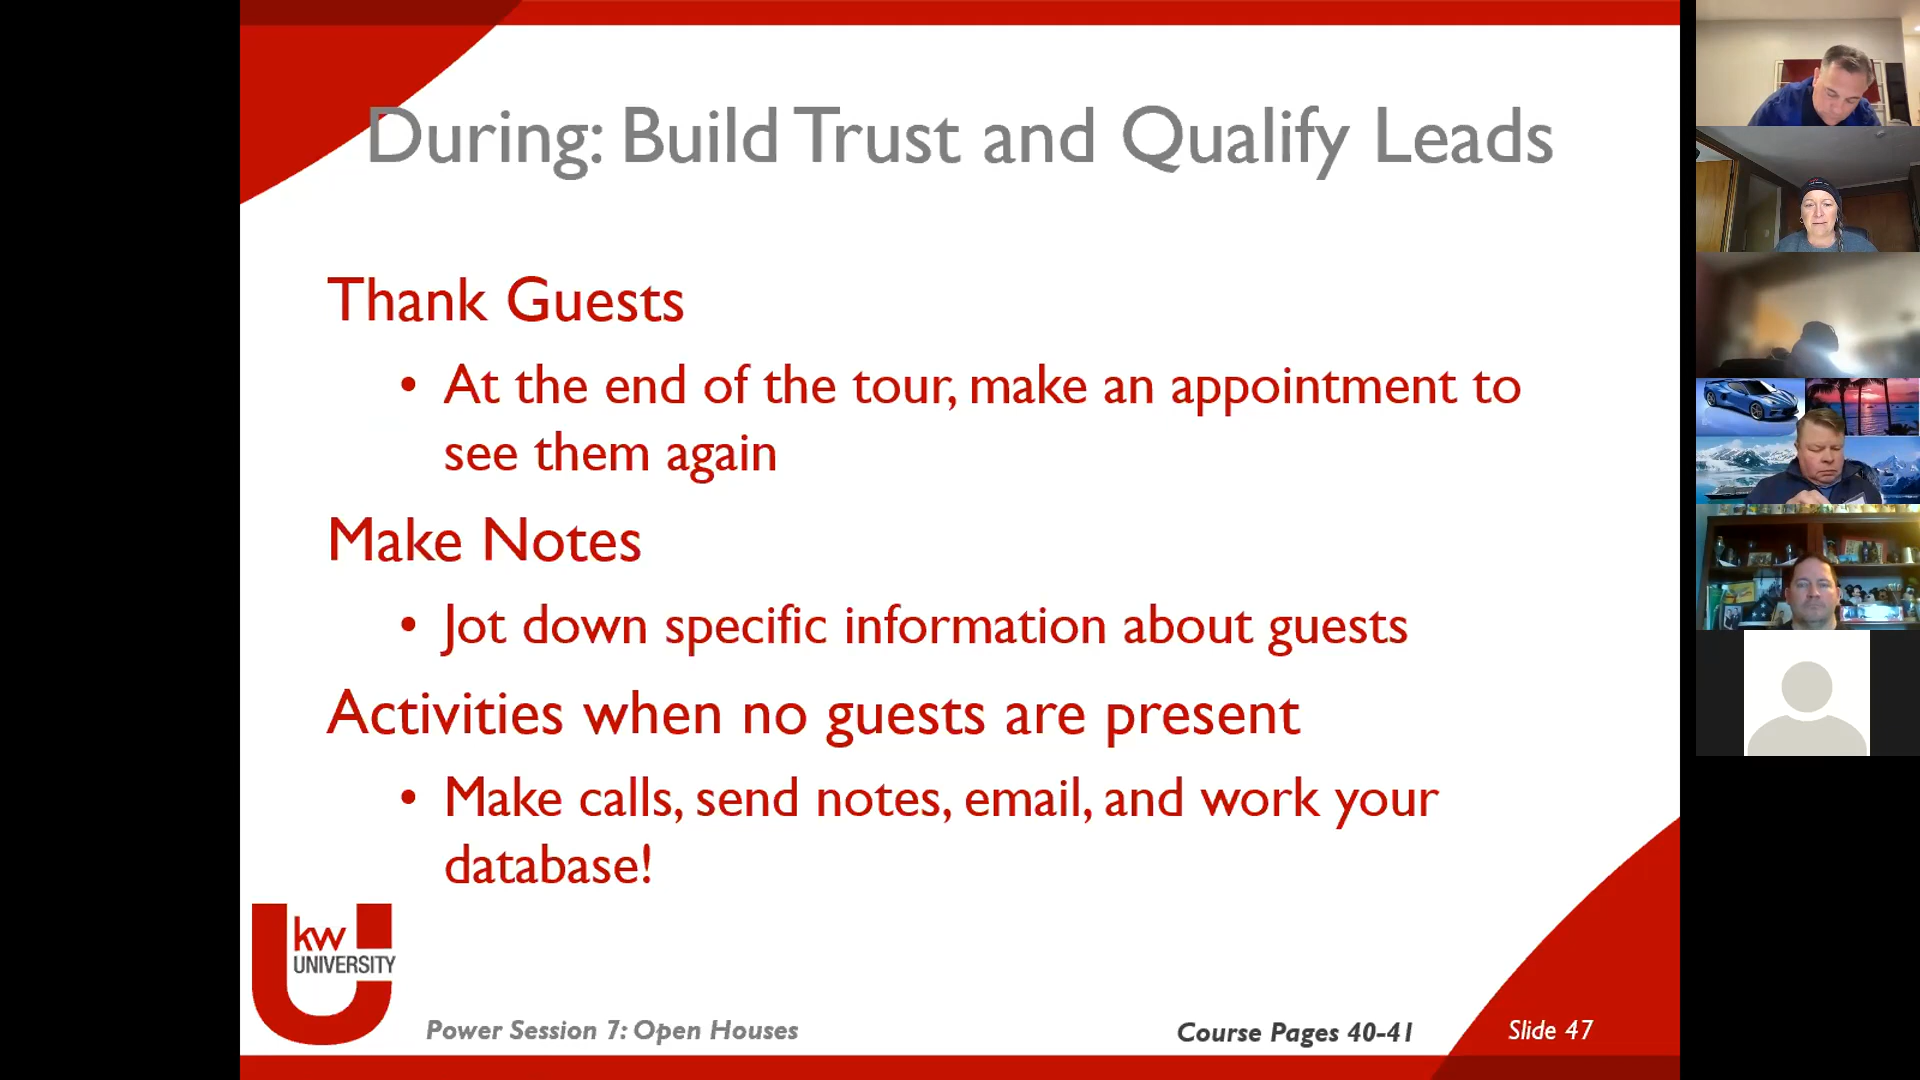 During: Build Trust and Qualify Leads
Thank Guests
• At the end of the tour, make an appointment to
see them again
Make Notes
• Jot down specific information about guests
Activities when no guests are present
• Make calls, send notes, email, and work your
database!
kw
UNIVERSITY
Power Session 7: Open Houses
Course Pages 40-41
Slide 47